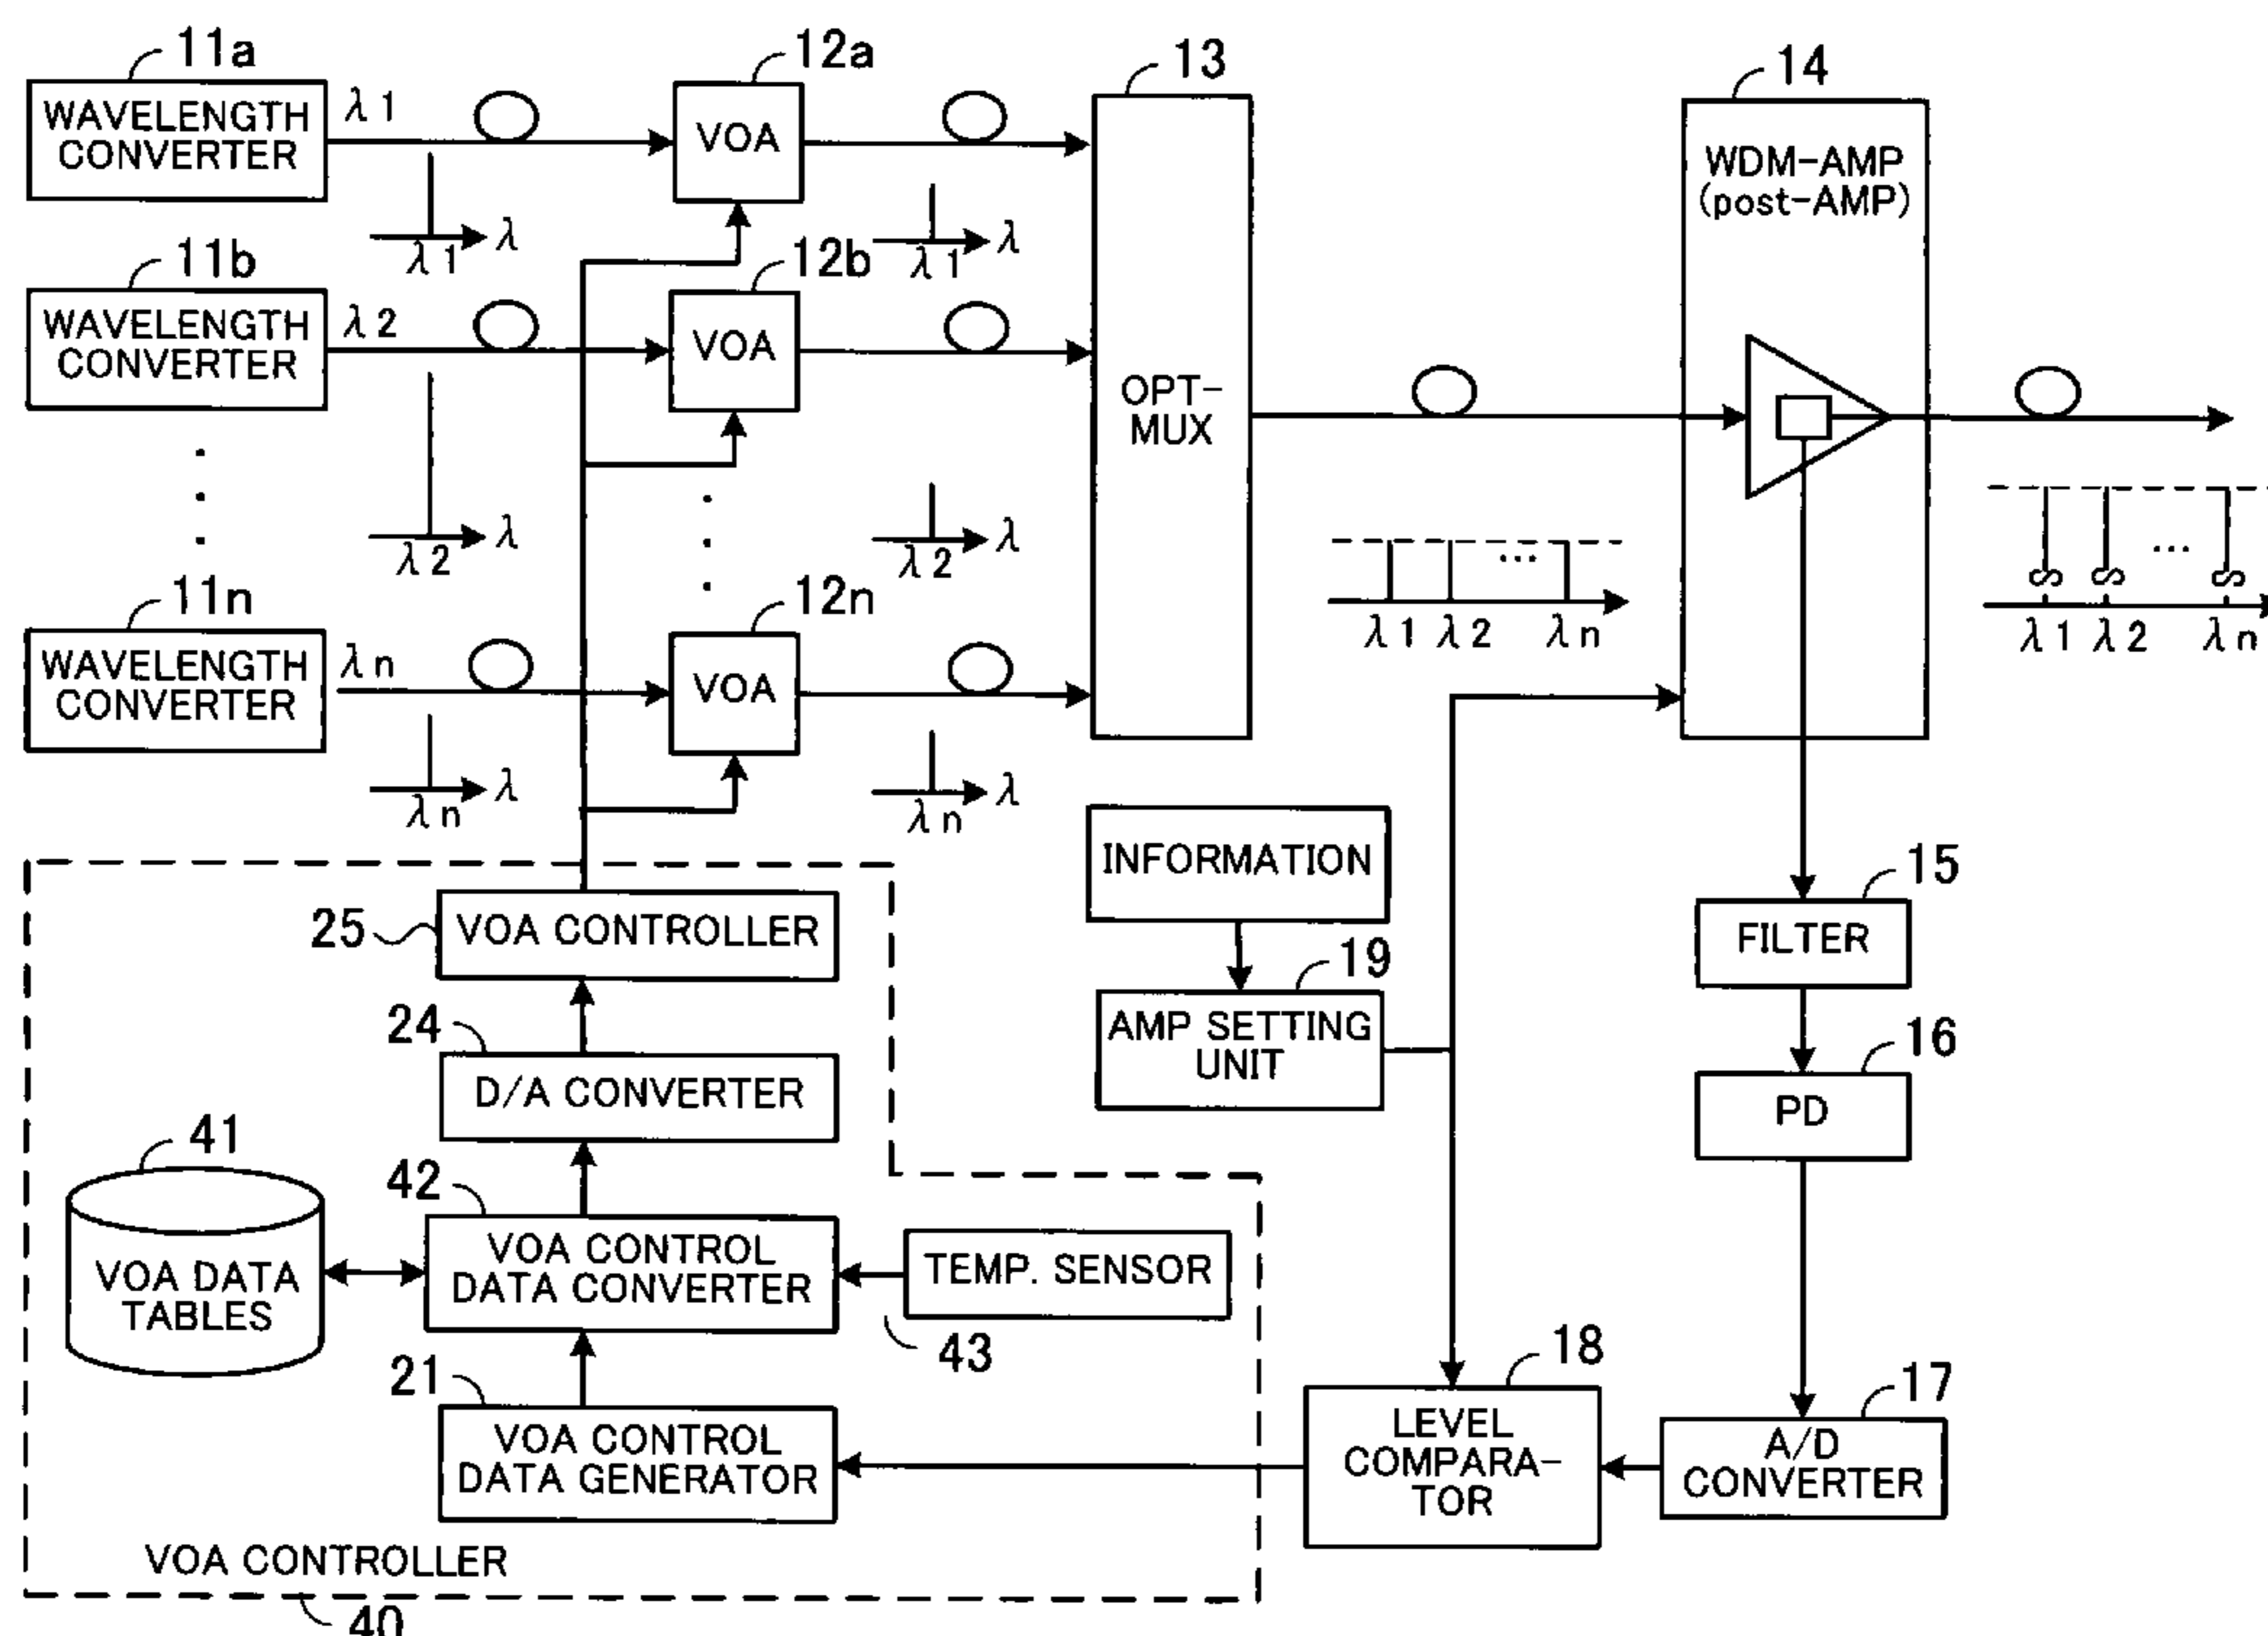 11a
12a
13
14
WAVELENGTH
CONVERTER
λ1
VOA
WDM-AMP
(post-AMP)
λ
λ1
λ
λ1
11b
12b
WAVELENGTH
CONVERTER
λ2
VOA
OPT-
MUX
λ
λ2
λ
λ2
...
λ1 λ2 λn
...
λ1 λ2 λn
11n
12n
WAVELENGTH
CONVERTER
λn
VOA
λ
λn
λ
λn
INFORMATION
15
FILTER
25
VOA CONTROLLER
19
AMP SETTING
UNIT
16
PD
24
D/A CONVERTER
41
VOA DATA
TABLES
42
VOA CONTROL
DATA CONVERTER
TEMP. SENSOR
43
21
VOA CONTROL
DATA GENERATOR
18
LEVEL
COMPARA-
TOR
17
A/D
CONVERTER
VOA CONTROLLER
40